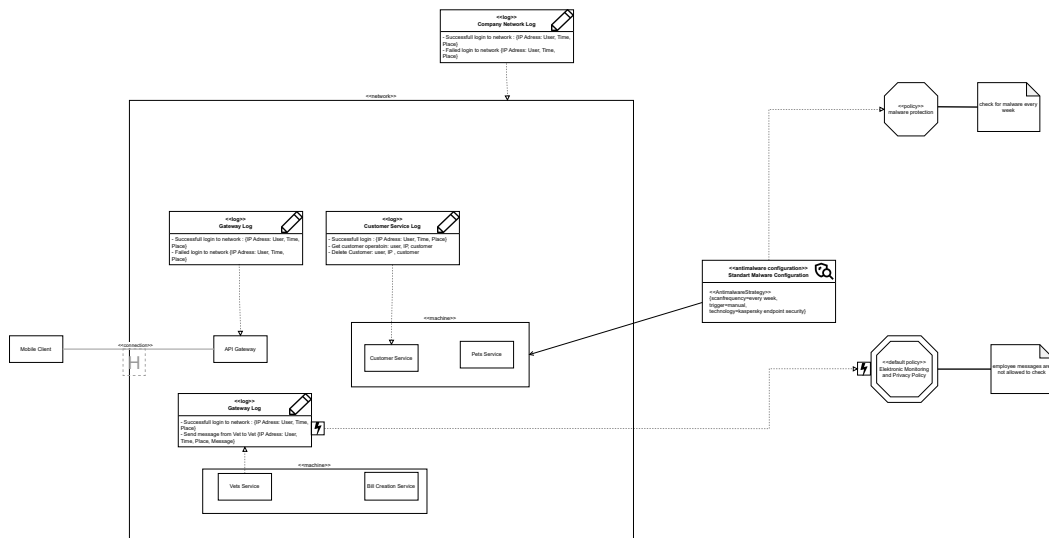 <<log>>
Company Network Log
- Successfull login to network : {IP Adress: User, Time,
Place}
- Failed login to network {IP Adress: User, Time,
Place}
<<network>>
<<policy>>
malware protection
check for malware every
week
<<log>>
Gateway Log
- Successfull login to network : {IP Adress: User, Time,
Place}
- Failed login to network {IP Adress: User, Time,
Place}
<<log>>
Customer Service Log
- Successfull login : {IP Adress: User, Time, Place}
- Get customer operatoin: user, IP, customer
- Delete Customer: user, IP , customer
<<antimalware configuration>>
Standart Malware Configuration
<<AntimalwareStrategy>>
{scanfrequency=every week,
trigger=manual,
technology=kaspersky endpoint security}
<<machine>>
Mobile Client
<<connection>>
H
API Gateway
Customer Service
Pets Service
<<default policy>>
Elektronic Monitoring
and Privacy Policy
employee messages are
not allowed to check
<<log>>
Gateway Log
- Successfull login to network : {IP Adress: User, Time,
Place}
- Send message from Vet to Vet {IP Adress: User,
Time, Place, Message}
<<machine>>
Vets Service
Bill Creation Service